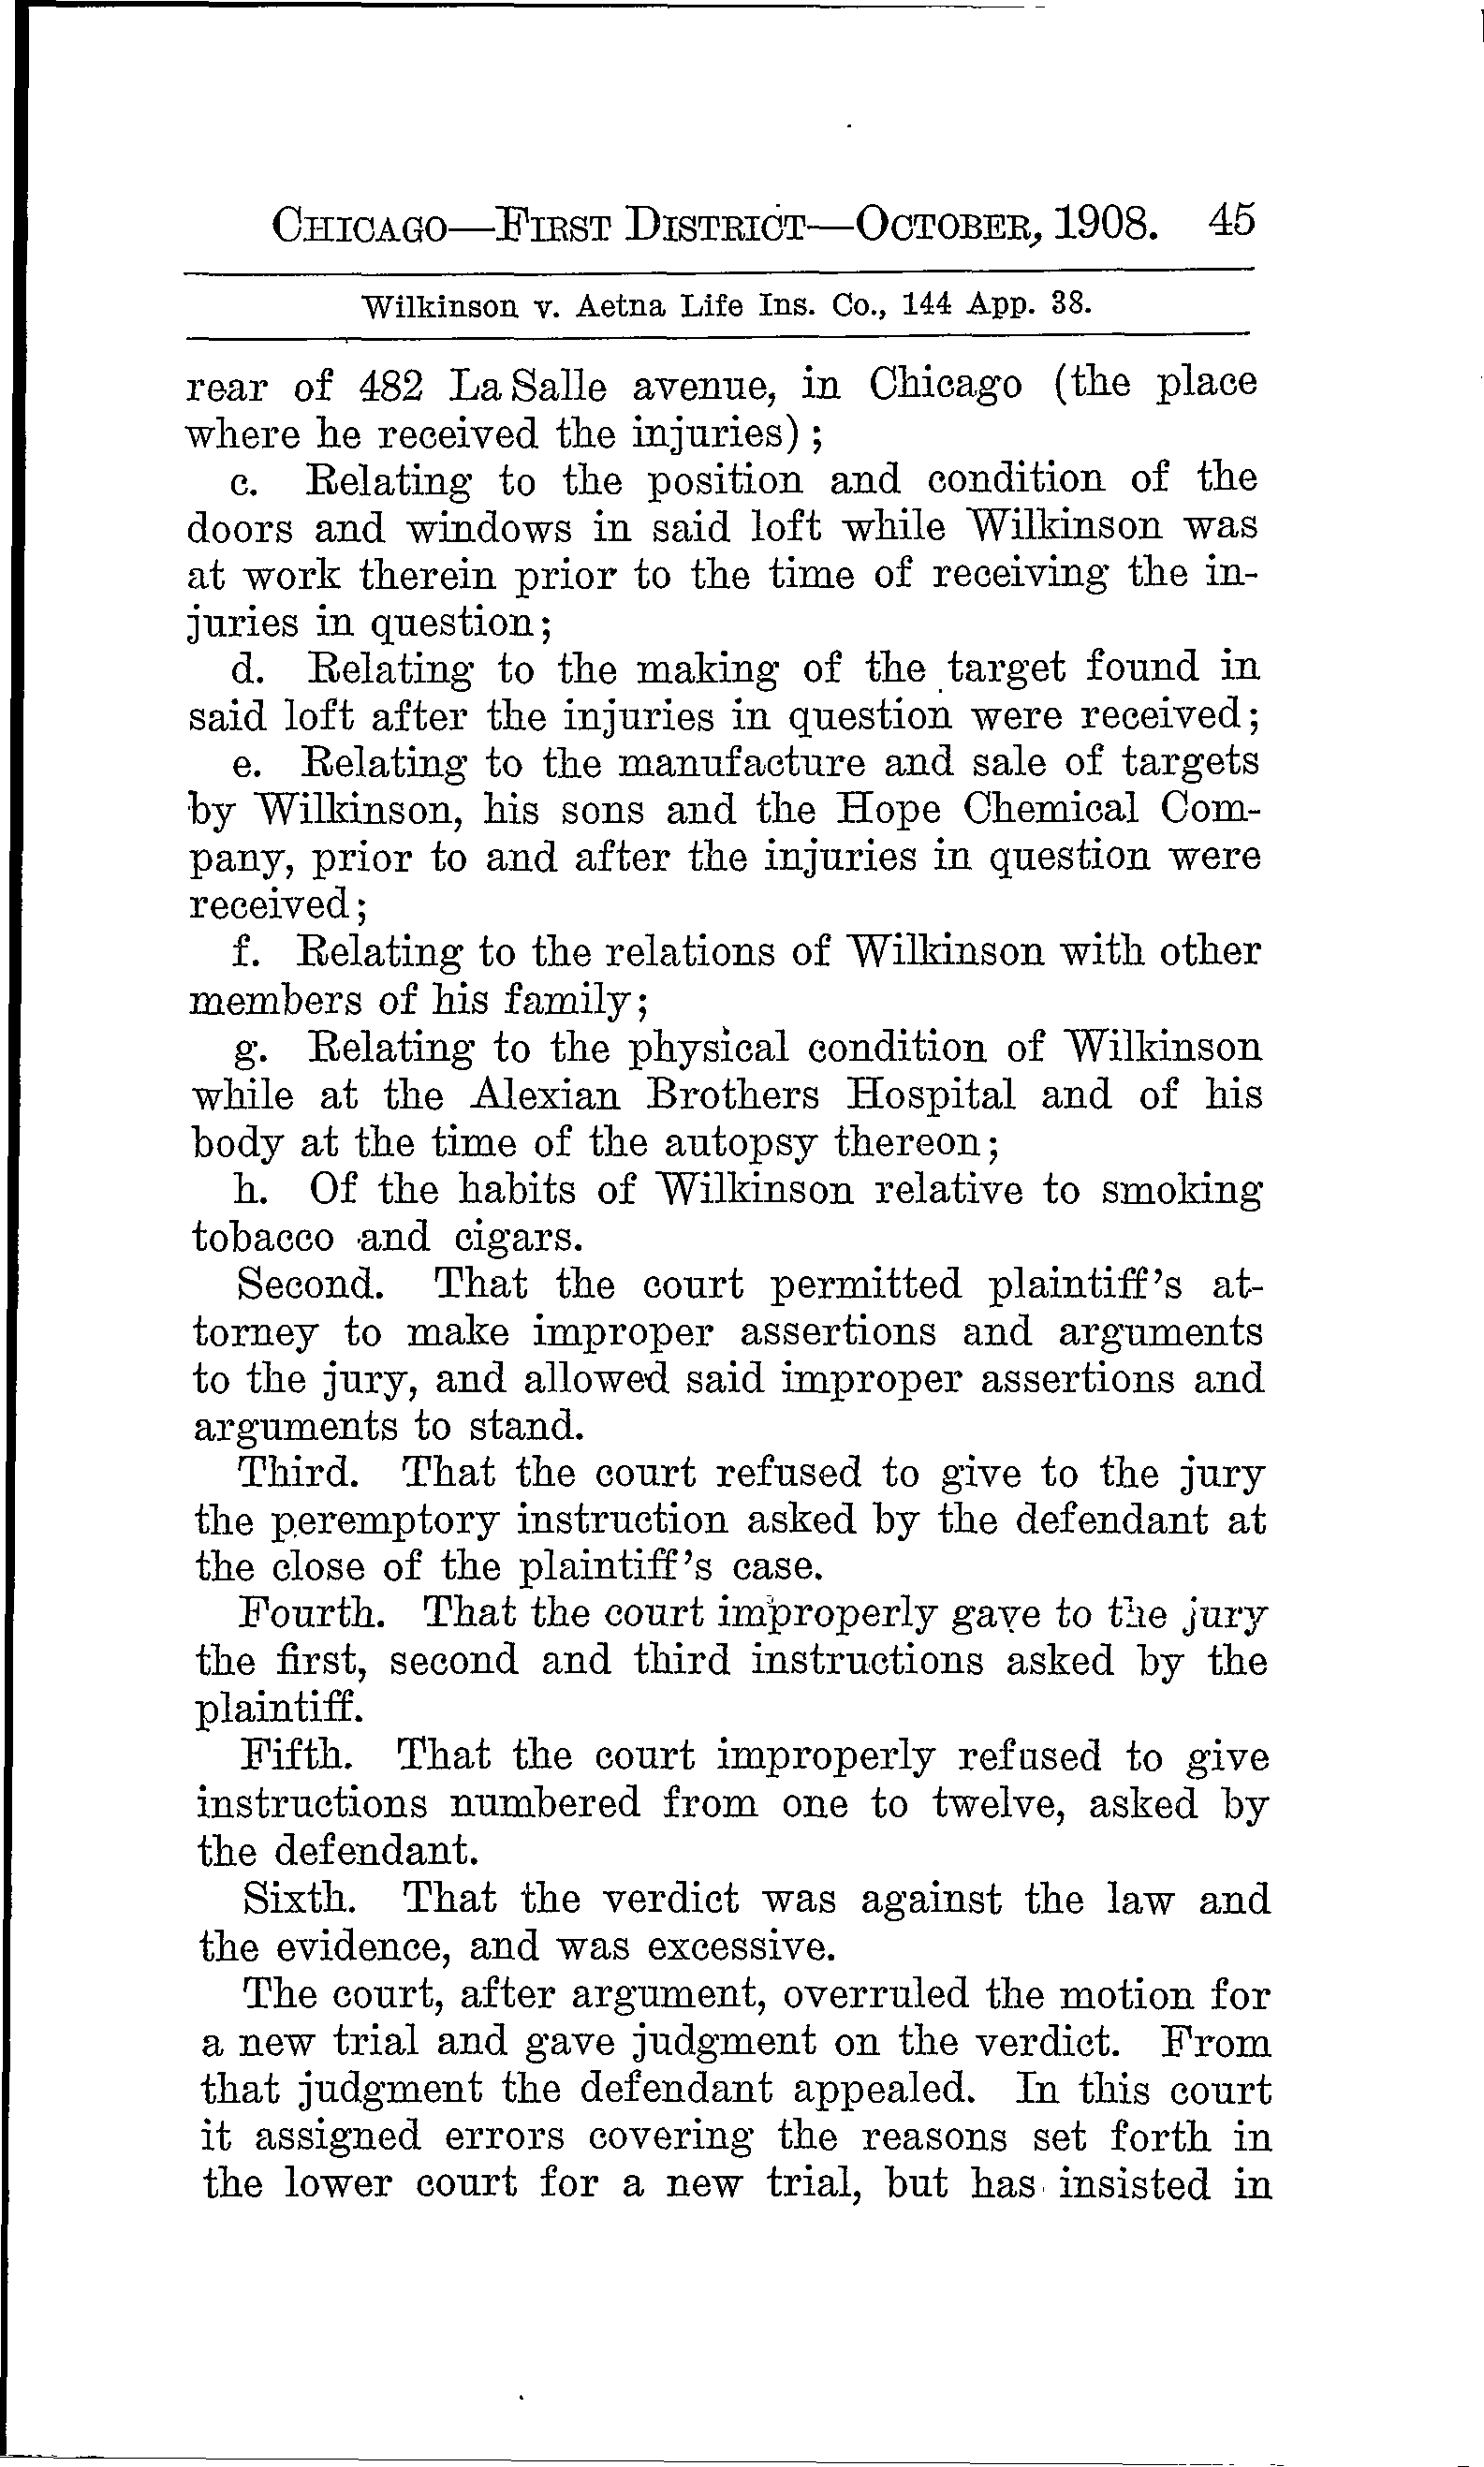 CHICAGO—FIRST DISTRICT—OCTOBER, 1908. 45
Wilkinson v. Aetna Life Ins. Co., 144 App. 38.
rear of 482 La Salle avenue, in Chicago (the place
where he received the injuries);
c. Relating to the position and condition of the
doors and windows in said loft while Wilkinson was
at work therein prior to the time of receiving the in-
juries in question;
d. Relating to the making of the target found in
said loft after the injuries in question were received;
e. Relating to the manufacture and sale of targets
by Wilkinson, his sons and the Hope Chemical Com-
pany, prior to and after the injuries in question were
received;
f. Relating to the relations of Wilkinson with other
members of his family;
g. Relating to the physical condition of Wilkinson
while at the Alexian Brothers Hospital and of his
body at the time of the autopsy thereon;
h. Of the habits of Wilkinson relative to smoking
tobacco and cigars.
Second. That the court permitted plaintiff's at-
torney to make improper assertions and arguments
to the jury, and allowed said improper assertions and
arguments to stand.
Third. That the court refused to give to the jury
the peremptory instruction asked by the defendant at
the close of the plaintiff's case.
Fourth. That the court improperly gave to the jury
the first, second and third instructions asked by the
plaintiff.
Fifth. That the court improperly refused to give
instructions numbered from one to twelve, asked by
the defendant.
Sixth. That the verdict was against the law and
the evidence, and was excessive.
The court, after argument, overruled the motion for
a new trial and gave judgment on the verdict. From
that judgment the defendant appealed. In this court
it assigned errors covering the reasons set forth in
the lower court for a new trial, but has insisted in